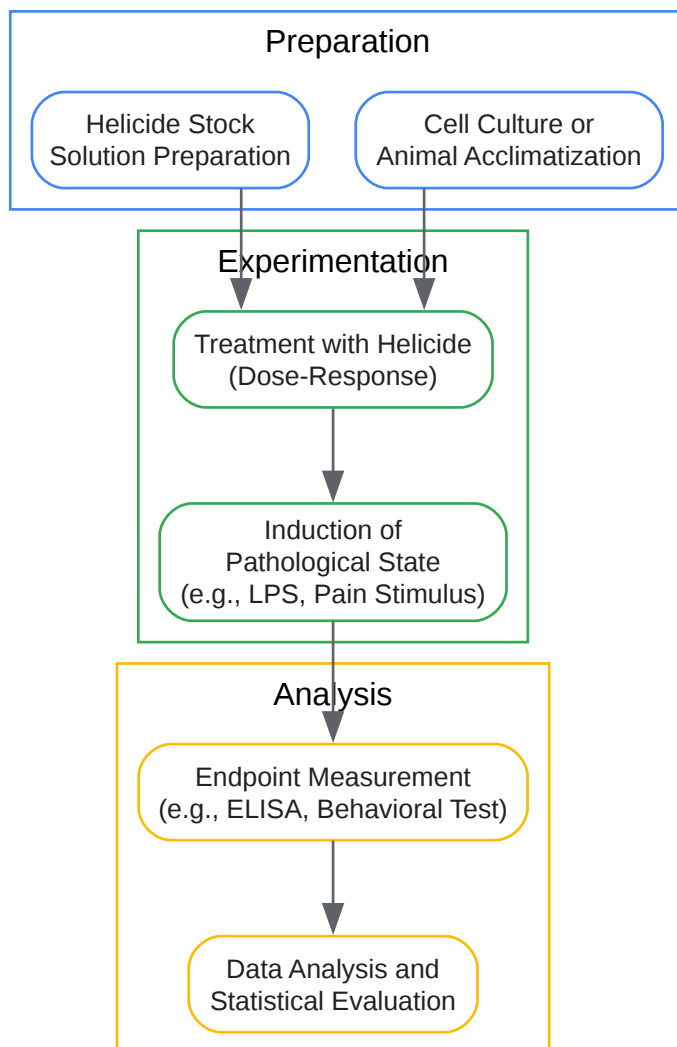 Preparation
Helicide Stock
Solution Preparation
Cell Culture or
Animal Acclimatization
Experimentation
Treatment with Helicide
(Dose-Response)
Induction of
Pathological State
(e.g., LPS, Pain Stimulus)
Analysis
Endpoint Measurement
(e.g., ELISA, Behavioral Test)
Data Analysis and
Statistical Evaluation